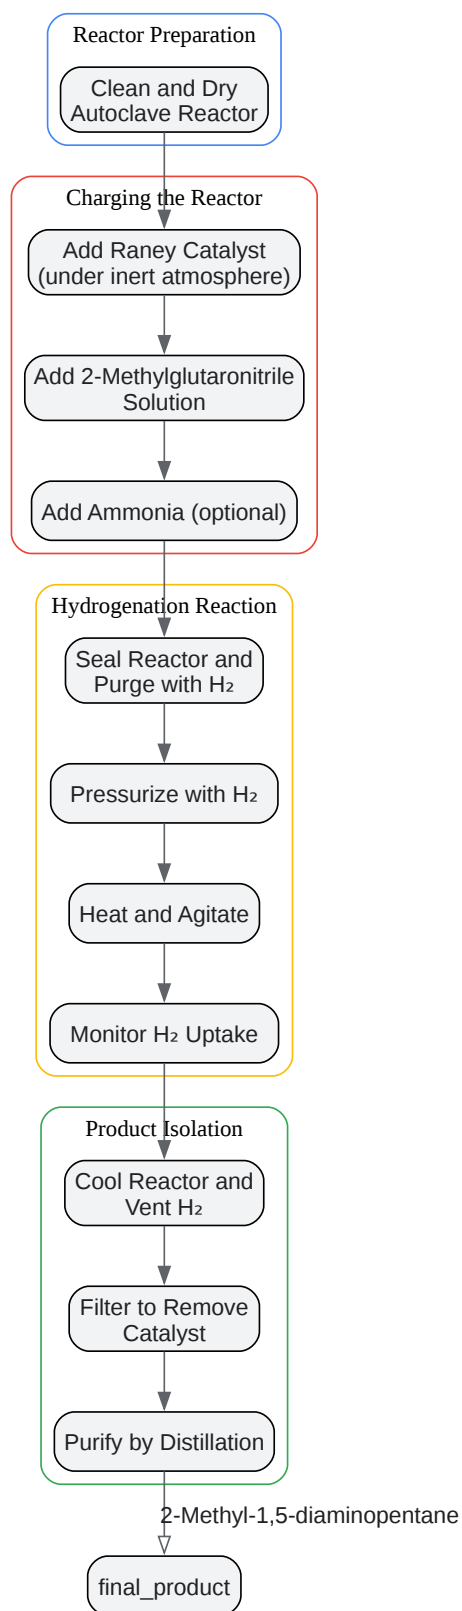 Reactor Preparation
Clean and Dry
Autoclave Reactor
Charging the Reactor
Add Raney Catalyst
(under inert atmosphere)
Add 2-Methylglutaronitrile
Solution
Add Ammonia (optional)
Hydrogenation Reaction
Seal Reactor and
Purge with H₂
Pressurize with H₂
Heat and Agitate
Monitor H₂ Uptake
Product Isolation
Cool Reactor and
Vent H₂
Filter to Remove
Catalyst
Purify by Distillation
2-Methyl-1,5-diaminopentane
final_product